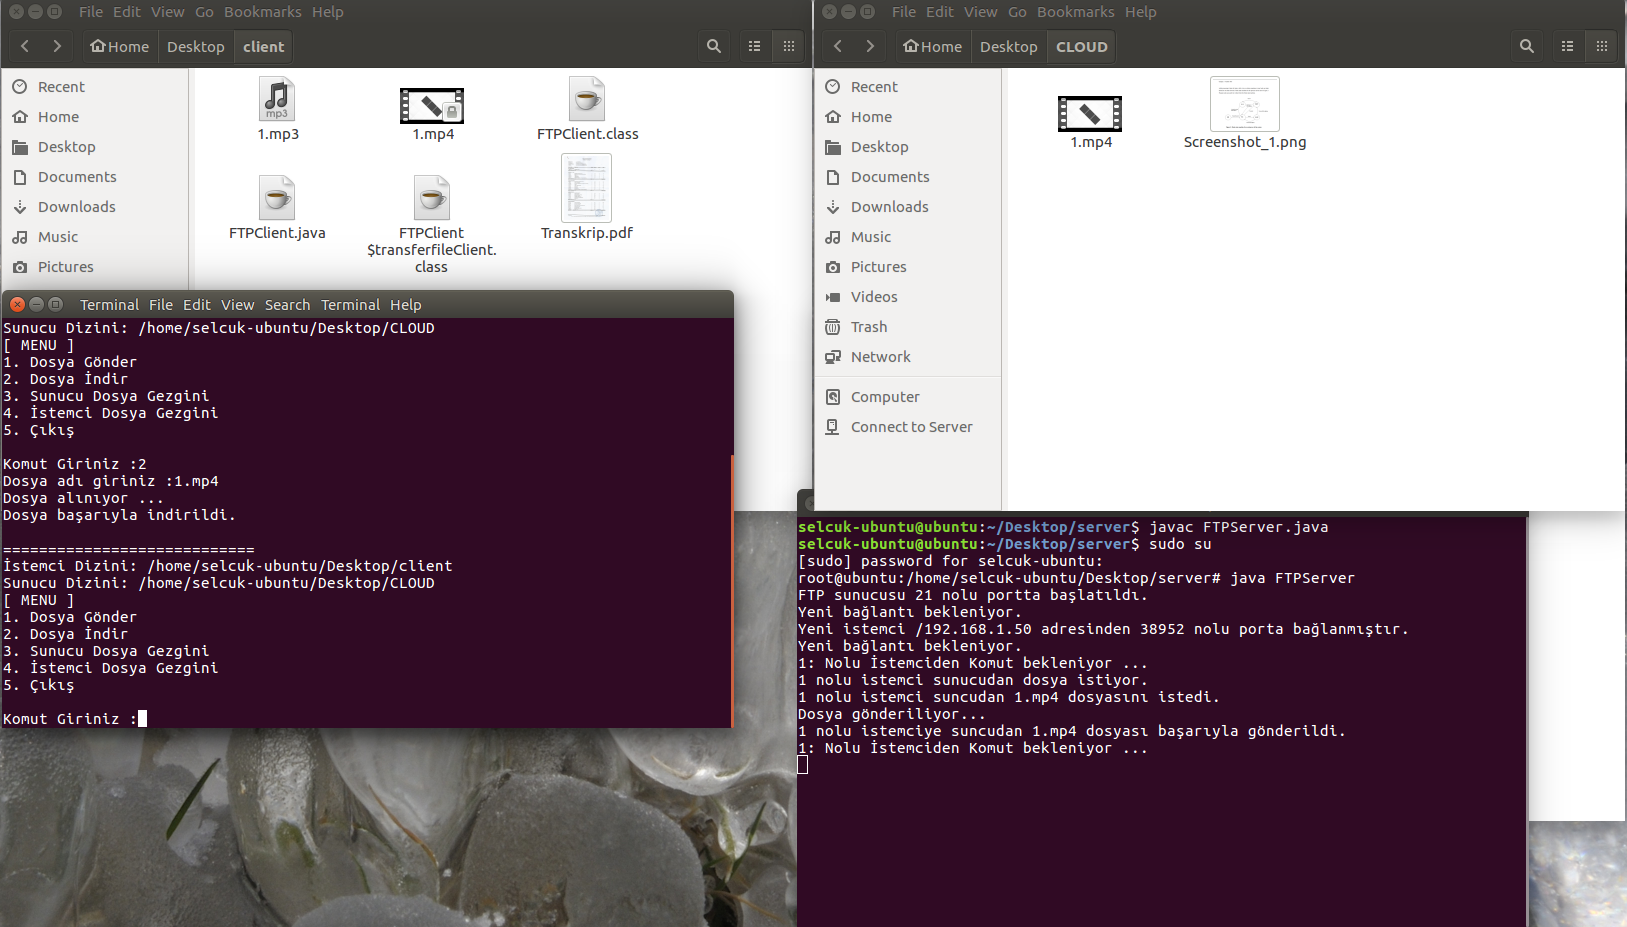 File Edit View Go Bookmarks Help
Home Desktop client
Recent
Home
Desktop
Documents
Downloads
Music
Pictures
mp3
1.mp3
1.mp4
FTPClient.class
FTPClient.java
FTPClient
$transferfileClient.
class
Transkrip.pdf
File Edit View Go Bookmarks Help
Home Desktop CLOUD
Recent
Home
Desktop
Documents
Downloads
Music
Pictures
Videos
Trash
Network
Computer
Connect to Server
1.mp4
Screenshot_1.png
Terminal File Edit View Search Terminal Help
Sunucu Dizini: /home/selcuk-ubuntu/Desktop/CLOUD
[ MENU ]
1. Dosya Gönder
2. Dosya İndir
3. Sunucu Dosya Gezgini
4. İstemci Dosya Gezgini
5. Çıkış
Komut Giriniz :2
Dosya adı giriniz :1.mp4
Dosya alınıyor ...
Dosya başarıyla indirildi.
============================
İstemci Dizini: /home/selcuk-ubuntu/Desktop/client
Sunucu Dizini: /home/selcuk-ubuntu/Desktop/CLOUD
[ MENU ]
1. Dosya Gönder
2. Dosya İndir
3. Sunucu Dosya Gezgini
4. İstemci Dosya Gezgini
5. Çıkış
Komut Giriniz :
selcuk-ubuntu@ubuntu:~/Desktop/server$ javac FTPServer.java
selcuk-ubuntu@ubuntu:~/Desktop/server$ sudo su
[sudo] password for selcuk-ubuntu:
root@ubuntu:/home/selcuk-ubuntu/Desktop/server# java FTPServer
FTP sunucusu 21 nolu portta başlatıldı.
Yeni bağlantı bekleniyor.
Yeni istemci /192.168.1.50 adresinden 38952 nolu porta bağlanmıştır.
Yeni bağlantı bekleniyor.
1: Nolu İstemciden Komut bekleniyor ...
1 nolu istemci sunucudan dosya istiyor.
1 nolu istemci suncudan 1.mp4 dosyasını istedi.
Dosya gönderiliyor...
1 nolu istemciye suncudan 1.mp4 dosyası başarıyla gönderildi.
1: Nolu İstemciden Komut bekleniyor ...